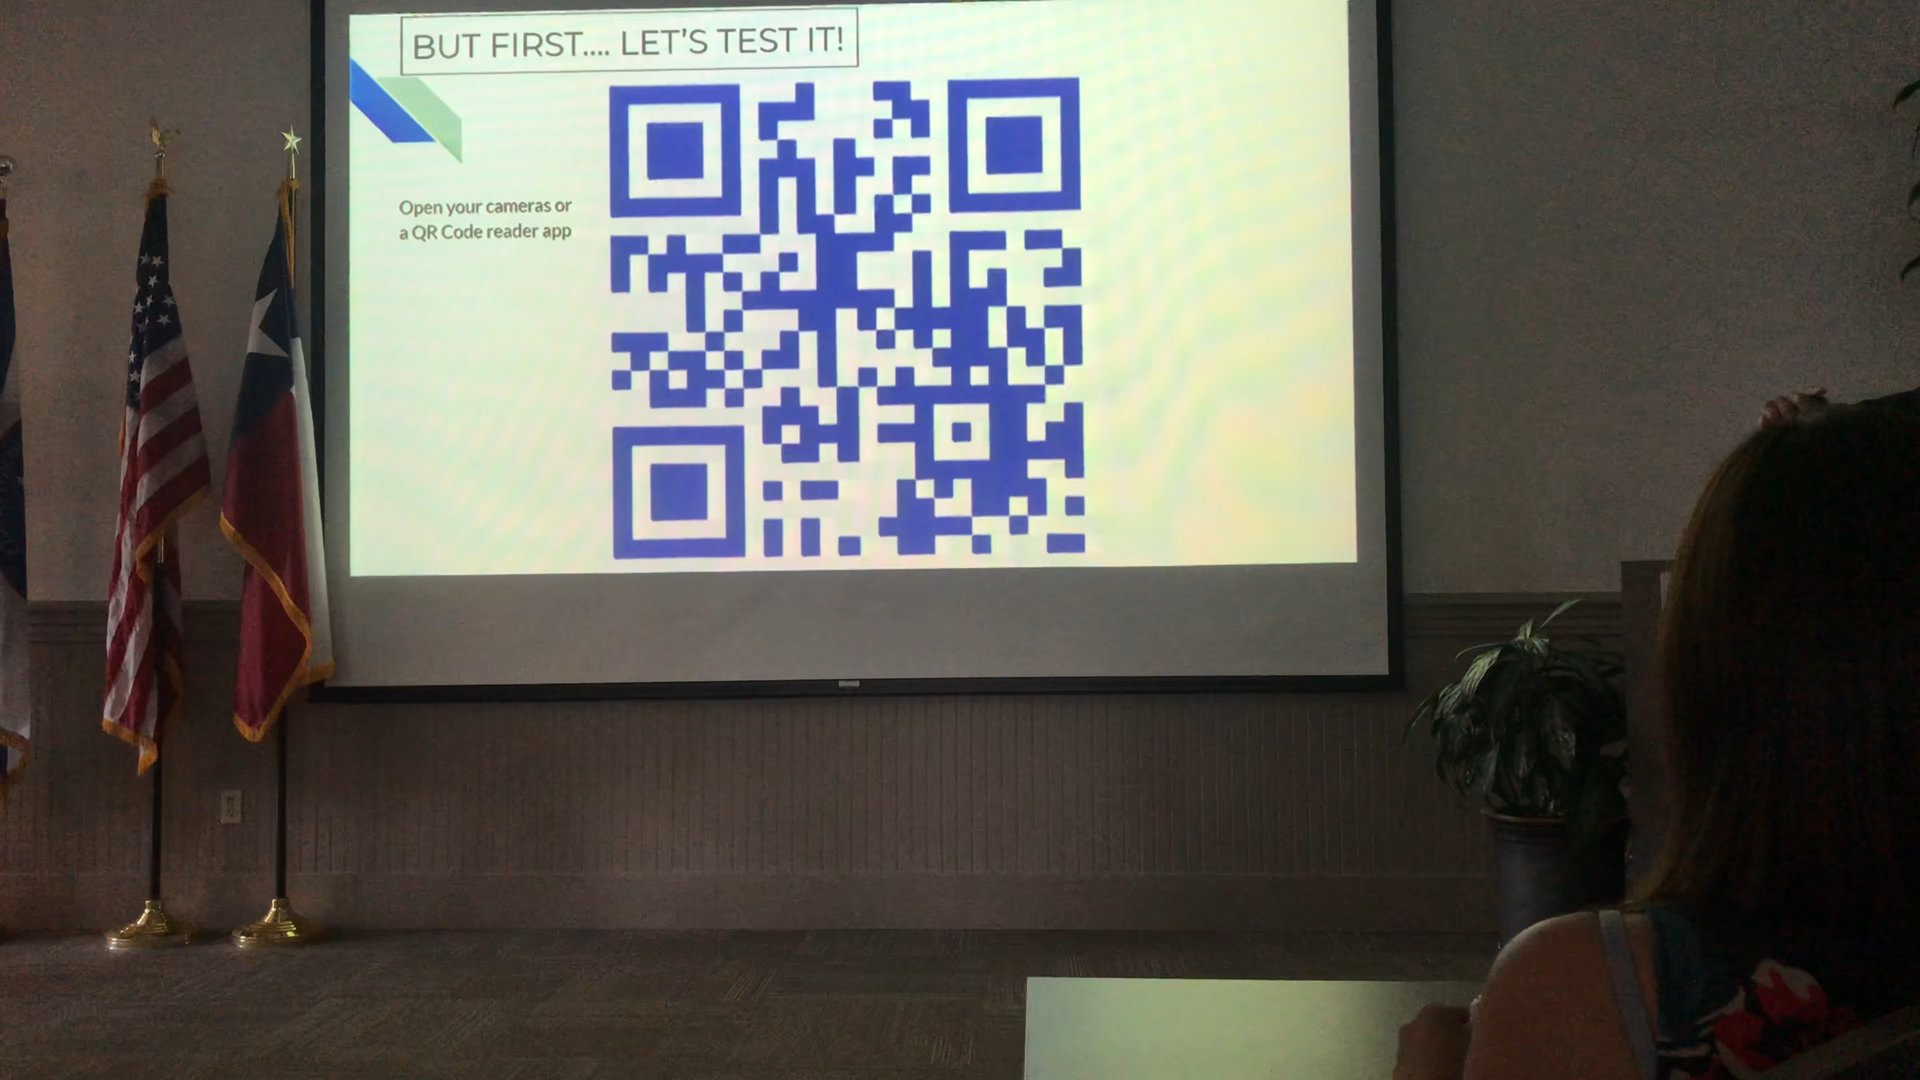 BUT FIRST.... LET'S TEST IT!
Open your cameras or
a QR Code reader app